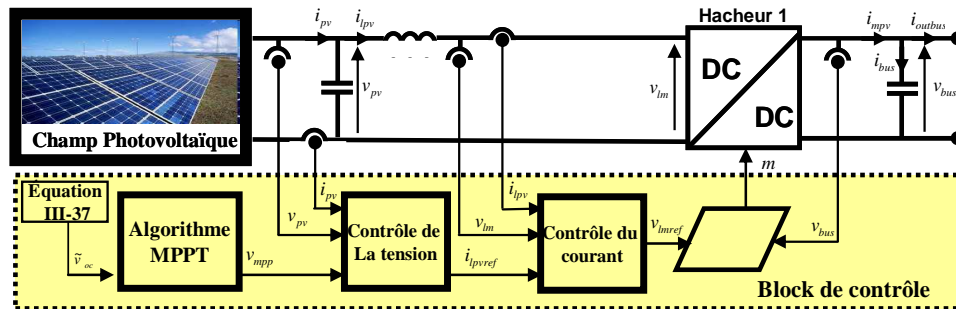 i_pv i_lpv Hacheur 1 i_mpv i_outbus
DC
DC
v_pv
v_lm
i_bus
v_bus
Champ Photovoltaïque
m
Équation
III-37
ṽ_oc
Algorithme
MPPT
v_mpp
i_pv
v_pv
Contrôle de
La tension
v_lm
i_lpvref
i_lpv
Contrôle du
courant
v_lmref
v_bus
Block de contrôle